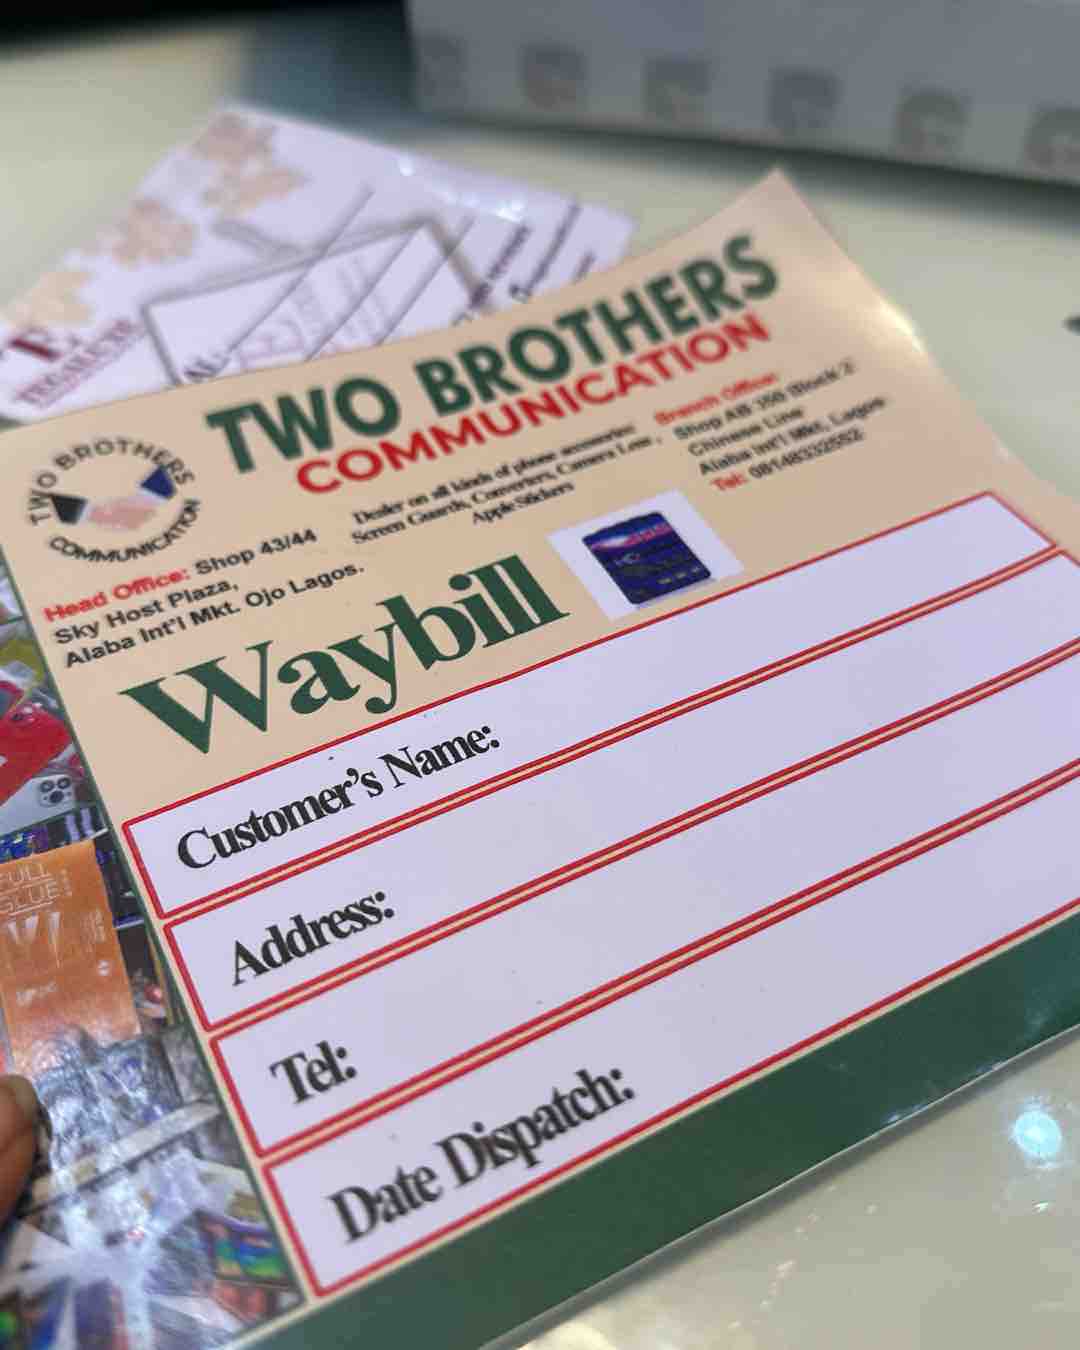 TWO BROTHERS
COMMUNICATION
TWO BROTHERS
COMMUNICATION
Dealer on all kinds of phone accessories:
Screen Guards, Converters, Camera Lens,
Apple Stickers
Branch Office:
Shop AB 350 Block 2
Chinese Line
Alaba Int'l Mkt, Lagos
Tel: 08148332552
Head Office: Shop 43/44
Sky Host Plaza,
Alaba Int'l Mkt. Ojo Lagos.
Waybill
Customer's Name:
Address:
Tel:
Date Dispatch:
FULL
GLUE